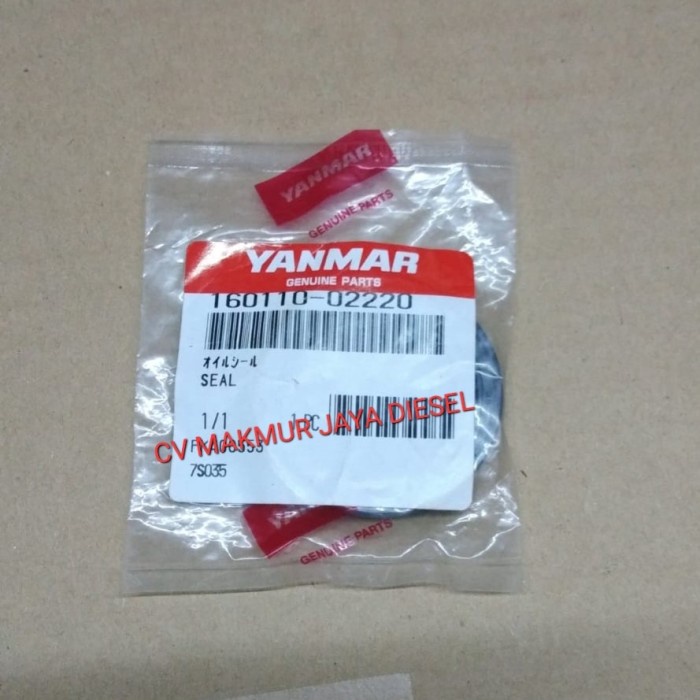 YANMAR
GENUINE PARTS
YANMAR
GENUINE PARTS
160110-02220
オイルシール
SEAL
1/1 1 PC
CV MAKMUR JAYA DIESEL
7S035
YANMAR
GENUINE PARTS